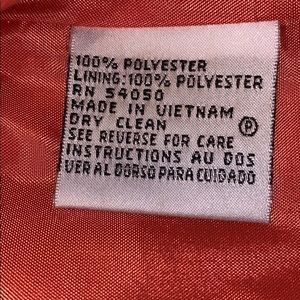 100% POLYESTER
LINING: 100% POLYESTER
RN 54050
MADE IN VIETNAM
DRY CLEAN ®
SEE REVERSE FOR CARE
INSTRUCTIONS AU DOS
VER AL DORSO PARA CUIDADO